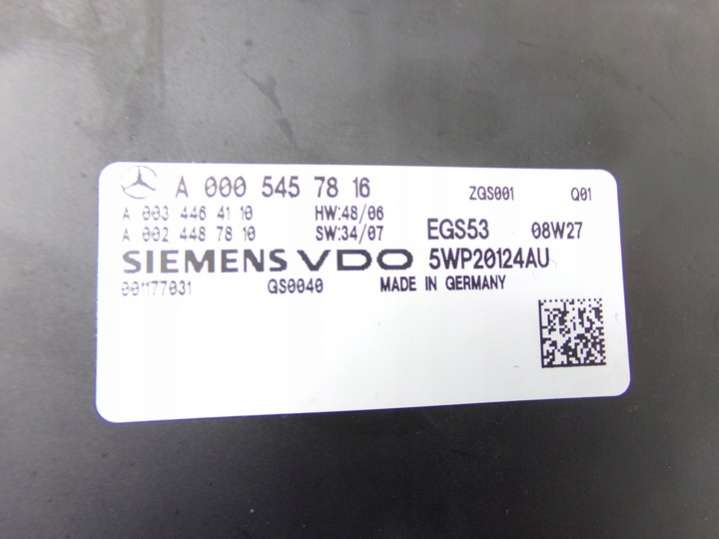 A 000 545 78 16 ZGS001 Q01
A 003 446 41 10 HW:48/06
A 002 448 78 10 SW:34/07 EGS53 08W27
SIEMENS VDO 5WP20124AU
001177031 GS0040 MADE IN GERMANY